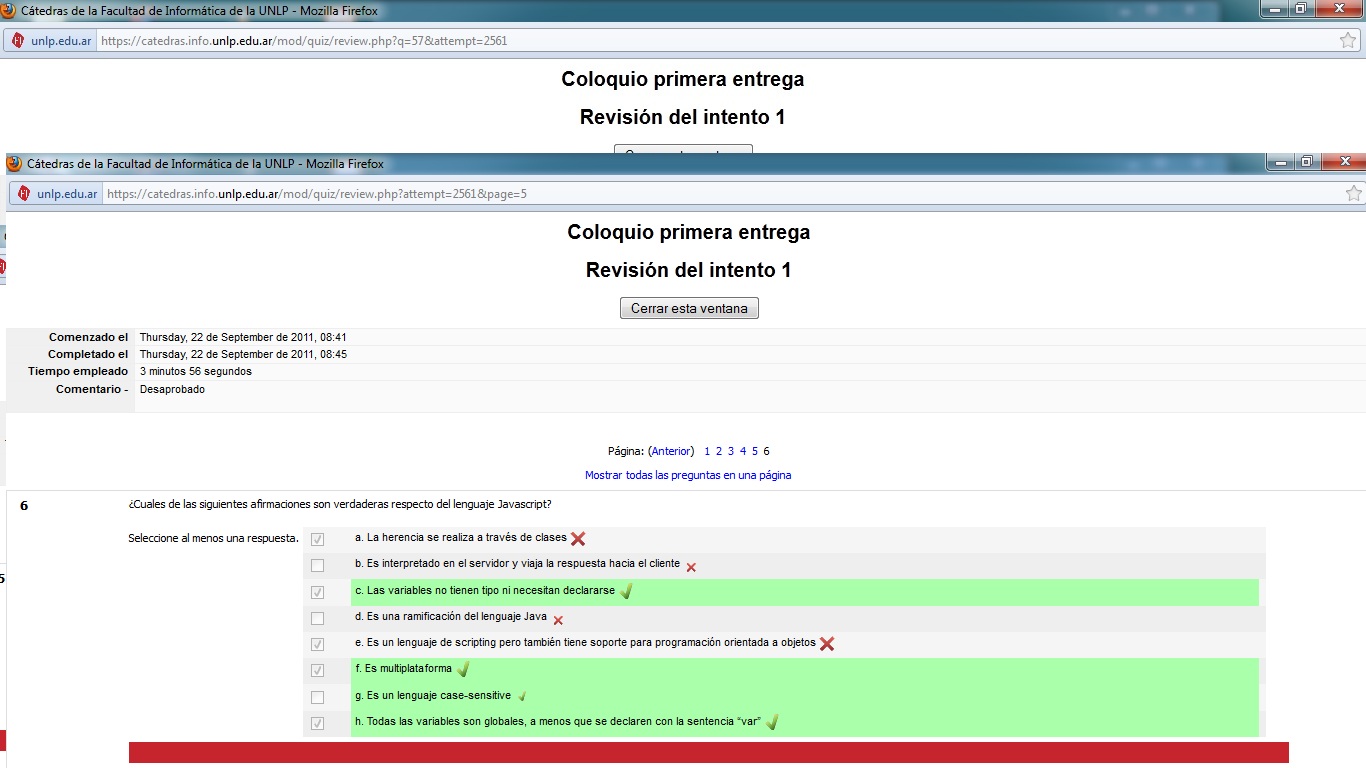 Cátedras de la Facultad de Informática de la UNLP - Mozilla Firefox
unlp.edu.ar https://catedras.info.unlp.edu.ar/mod/quiz/review.php?q=57&attempt=2561
Coloquio primera entrega
Revisión del intento 1
Cátedras de la Facultad de Informática de la UNLP - Mozilla Firefox
unlp.edu.ar https://catedras.info.unlp.edu.ar/mod/quiz/review.php?attempt=2561&page=5
Coloquio primera entrega
Revisión del intento 1
Cerrar esta ventana
Comenzado el Thursday, 22 de September de 2011, 08:41
Completado el Thursday, 22 de September de 2011, 08:45
Tiempo empleado 3 minutos 56 segundos
Comentario - Desaprobado
Página: (Anterior) 1 2 3 4 5 6
Mostrar todas las preguntas en una página
6 ¿Cuales de las siguientes afirmaciones son verdaderas respecto del lenguaje Javascript?
Seleccione al menos una respuesta. a. La herencia se realiza a través de clases
b. Es interpretado en el servidor y viaja la respuesta hacia el cliente
c. Las variables no tienen tipo ni necesitan declararse
5
d. Es una ramificación del lenguaje Java
e. Es un lenguaje de scripting pero también tiene soporte para programación orientada a objetos
f. Es multiplataforma
g. Es un lenguaje case-sensitive
h. Todas las variables son globales, a menos que se declaren con la sentencia “var”